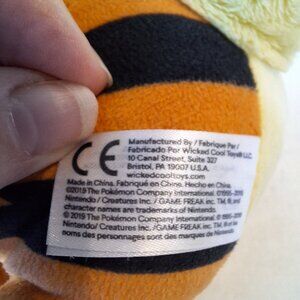 CE
Manufactured By / Fabrique Par /
Fabricado Por Wicked Cool Toys® LLC.
10 Canal Street, Suite 327
Bristol, PA 19007 U.S.A.
wickedcooltoys.com
Made in China. Fabriqué en Chine. Hecho en China.
©2019 The Pokémon Company International. ©1995-2019
Nintendo / Creatures Inc. / GAME FREAK inc. TM, ®, and
character names are trademarks of Nintendo.
© 2019 The Pokémon Company International. ©1995-2019
Nintendo/ Creatures Inc. /GAME FREAK inc. TM, ® et les
noms des personnages sont des marques de Nintendo.